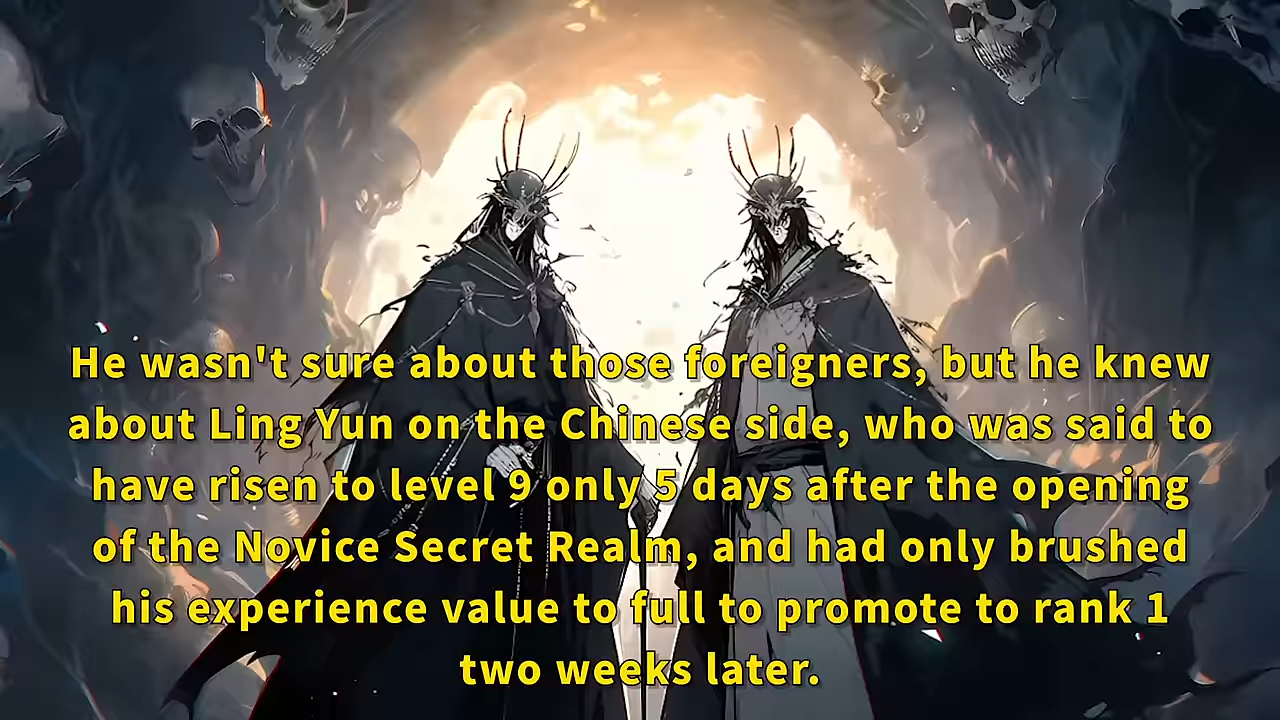 He wasn't sure about those foreigners, but he knew
about Ling Yun on the Chinese side, who was said to
have risen to level 9 only 5 days after the opening
of the Novice Secret Realm, and had only brushed
his experience value to full to promote to rank 1
two weeks later.